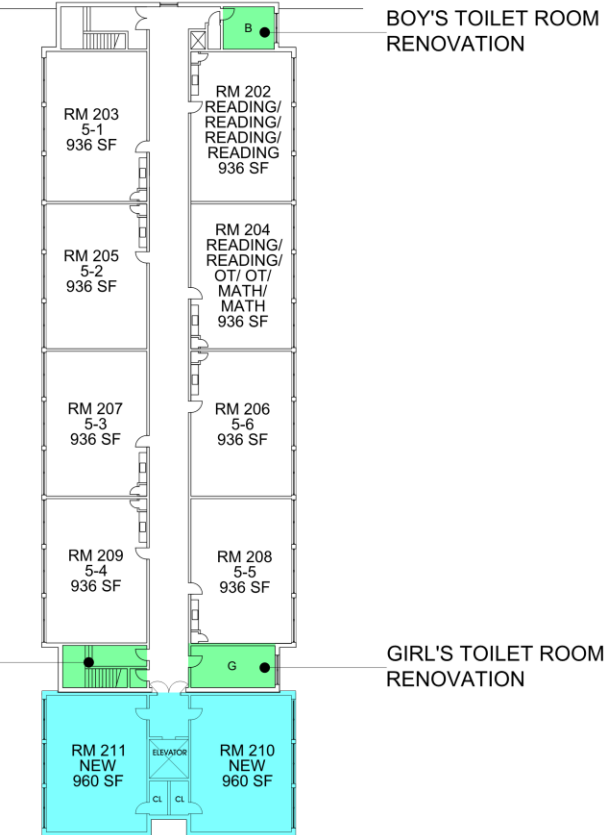 BOY'S TOILET ROOM
RENOVATION
B
RM 203
5-1
936 SF
RM 202
READING/
READING/
READING/
READING
936 SF
RM 205
5-2
936 SF
RM 204
READING/
READING/
OT/ OT/
MATH/
MATH
936 SF
RM 207
5-3
936 SF
RM 206
5-6
936 SF
RM 209
5-4
936 SF
RM 208
5-5
936 SF
G
GIRL'S TOILET ROOM
RENOVATION
RM 211
NEW
960 SF
ELEVATOR
RM 210
NEW
960 SF
CL
CL